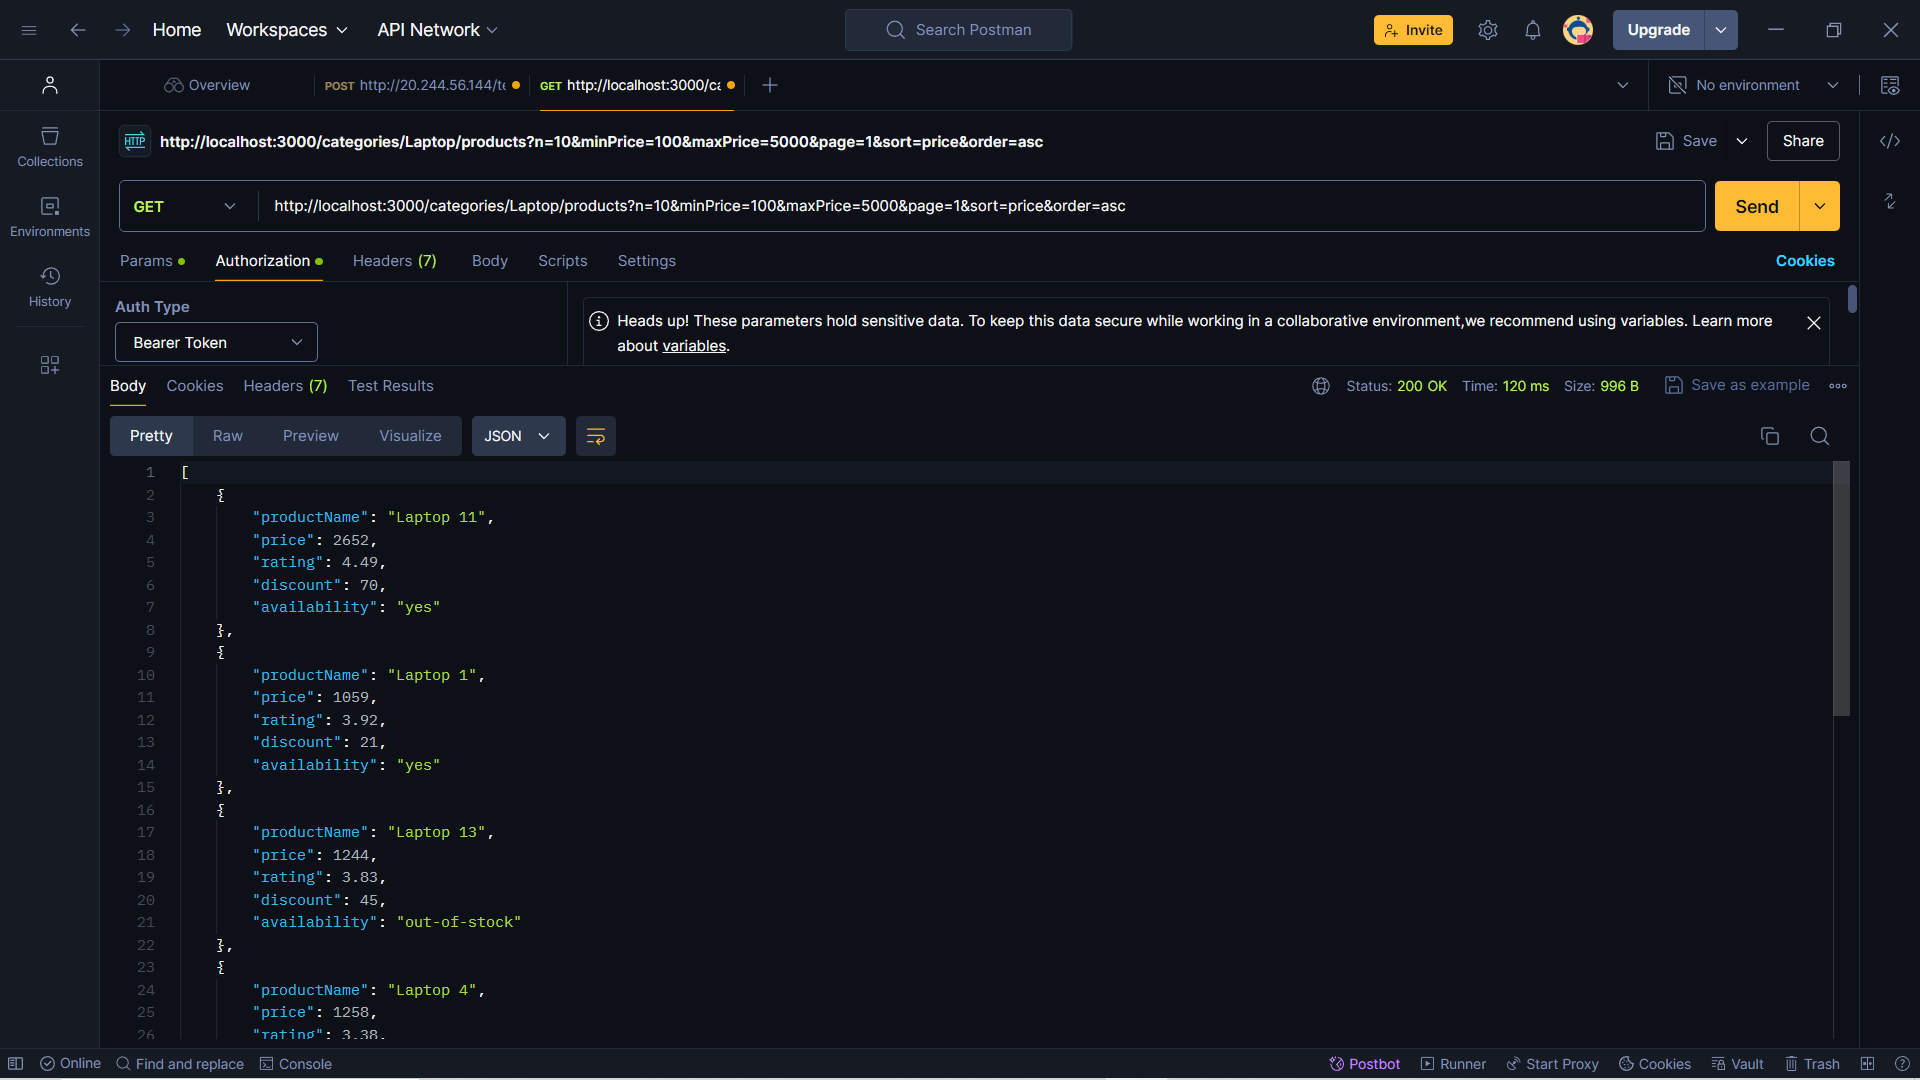 Home Workspaces API Network Search Postman Invite Upgrade
Overview POST http://20.244.56.144/te GET http://localhost:3000/ca No environment
HTTP http://localhost:3000/categories/Laptop/products?n=10&minPrice=100&maxPrice=5000&page=1&sort=price&order=asc Save Share
Collections
GET http://localhost:3000/categories/Laptop/products?n=10&minPrice=100&maxPrice=5000&page=1&sort=price&order=asc Send
Environments
Params Authorization Headers (7) Body Scripts Settings Cookies
History
Auth Type
Bearer Token
Heads up! These parameters hold sensitive data. To keep this data secure while working in a collaborative environment,we recommend using variables. Learn more
about variables.
Body Cookies Headers (7) Test Results Status: 200 OK Time: 120 ms Size: 996 B Save as example
Pretty Raw Preview Visualize JSON
1 [
2 {
3 "productName": "Laptop 11",
4 "price": 2652,
5 "rating": 4.49,
6 "discount": 70,
7 "availability": "yes"
8 },
9 {
10 "productName": "Laptop 1",
11 "price": 1059,
12 "rating": 3.92,
13 "discount": 21,
14 "availability": "yes"
15 },
16 {
17 "productName": "Laptop 13",
18 "price": 1244,
19 "rating": 3.83,
20 "discount": 45,
21 "availability": "out-of-stock"
22 },
23 {
24 "productName": "Laptop 4",
25 "price": 1258,
26 "rating": 3.38,
Online Find and replace Console Postbot Runner Start Proxy Cookies Vault Trash